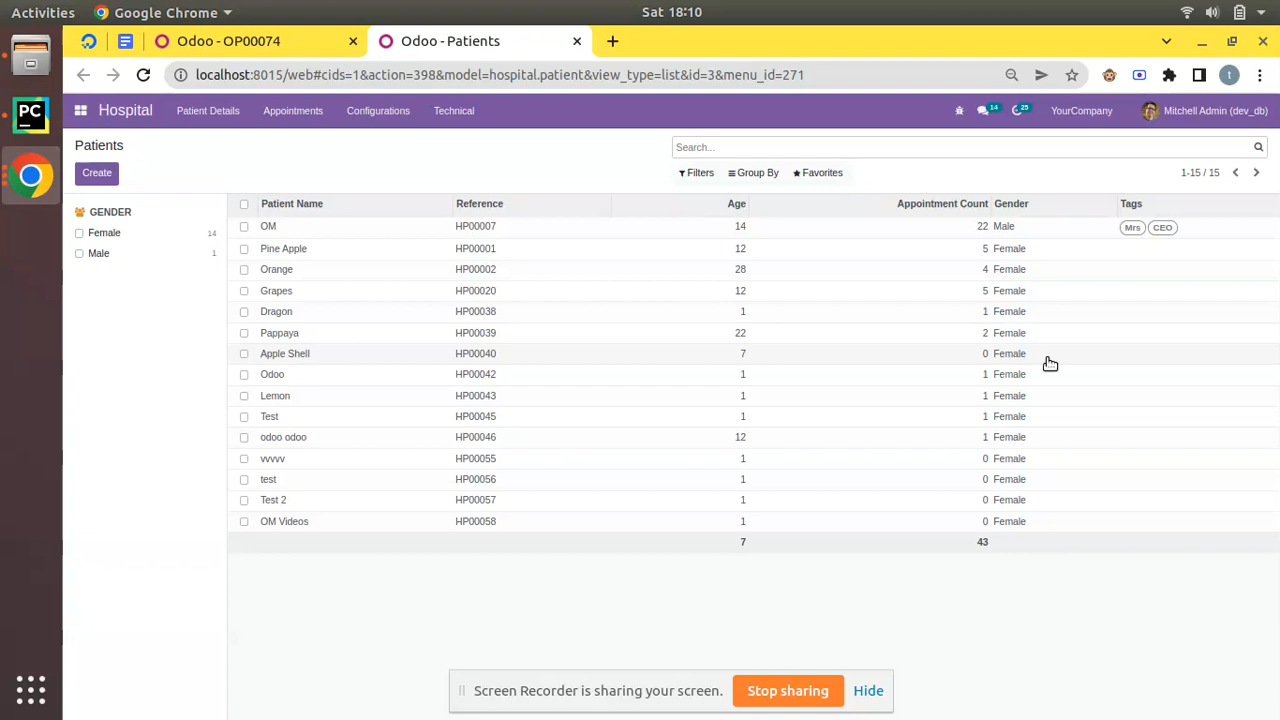 Activities Google Chrome Sat 18:10
Odoo - OP00074 Odoo - Patients
localhost:8015/web#cids=1&action=398&model=hospital.patient&view_type=list&id=3&menu_id=271 t
PC
Hospital Patient Details Appointments Configurations Technical 14 25 YourCompany Mitchell Admin (dev_db)
Patients Search...
Create Filters Group By Favorites 1-15 / 15
GENDER
Female 14
Male 1
Patient Name Reference Age Appointment Count Gender Tags
OM HP00007 14 22 Male Mrs CEO
Pine Apple HP00001 12 5 Female
Orange HP00002 28 4 Female
Grapes HP00020 12 5 Female
Dragon HP00038 1 1 Female
Pappaya HP00039 22 2 Female
Apple Shell HP00040 7 0 Female
Odoo HP00042 1 1 Female
Lemon HP00043 1 1 Female
Test HP00045 1 1 Female
odoo odoo HP00046 12 1 Female
vvvvv HP00055 1 0 Female
test HP00056 1 0 Female
Test 2 HP00057 1 0 Female
OM Videos HP00058 1 0 Female
7 43
Screen Recorder is sharing your screen. Stop sharing Hide